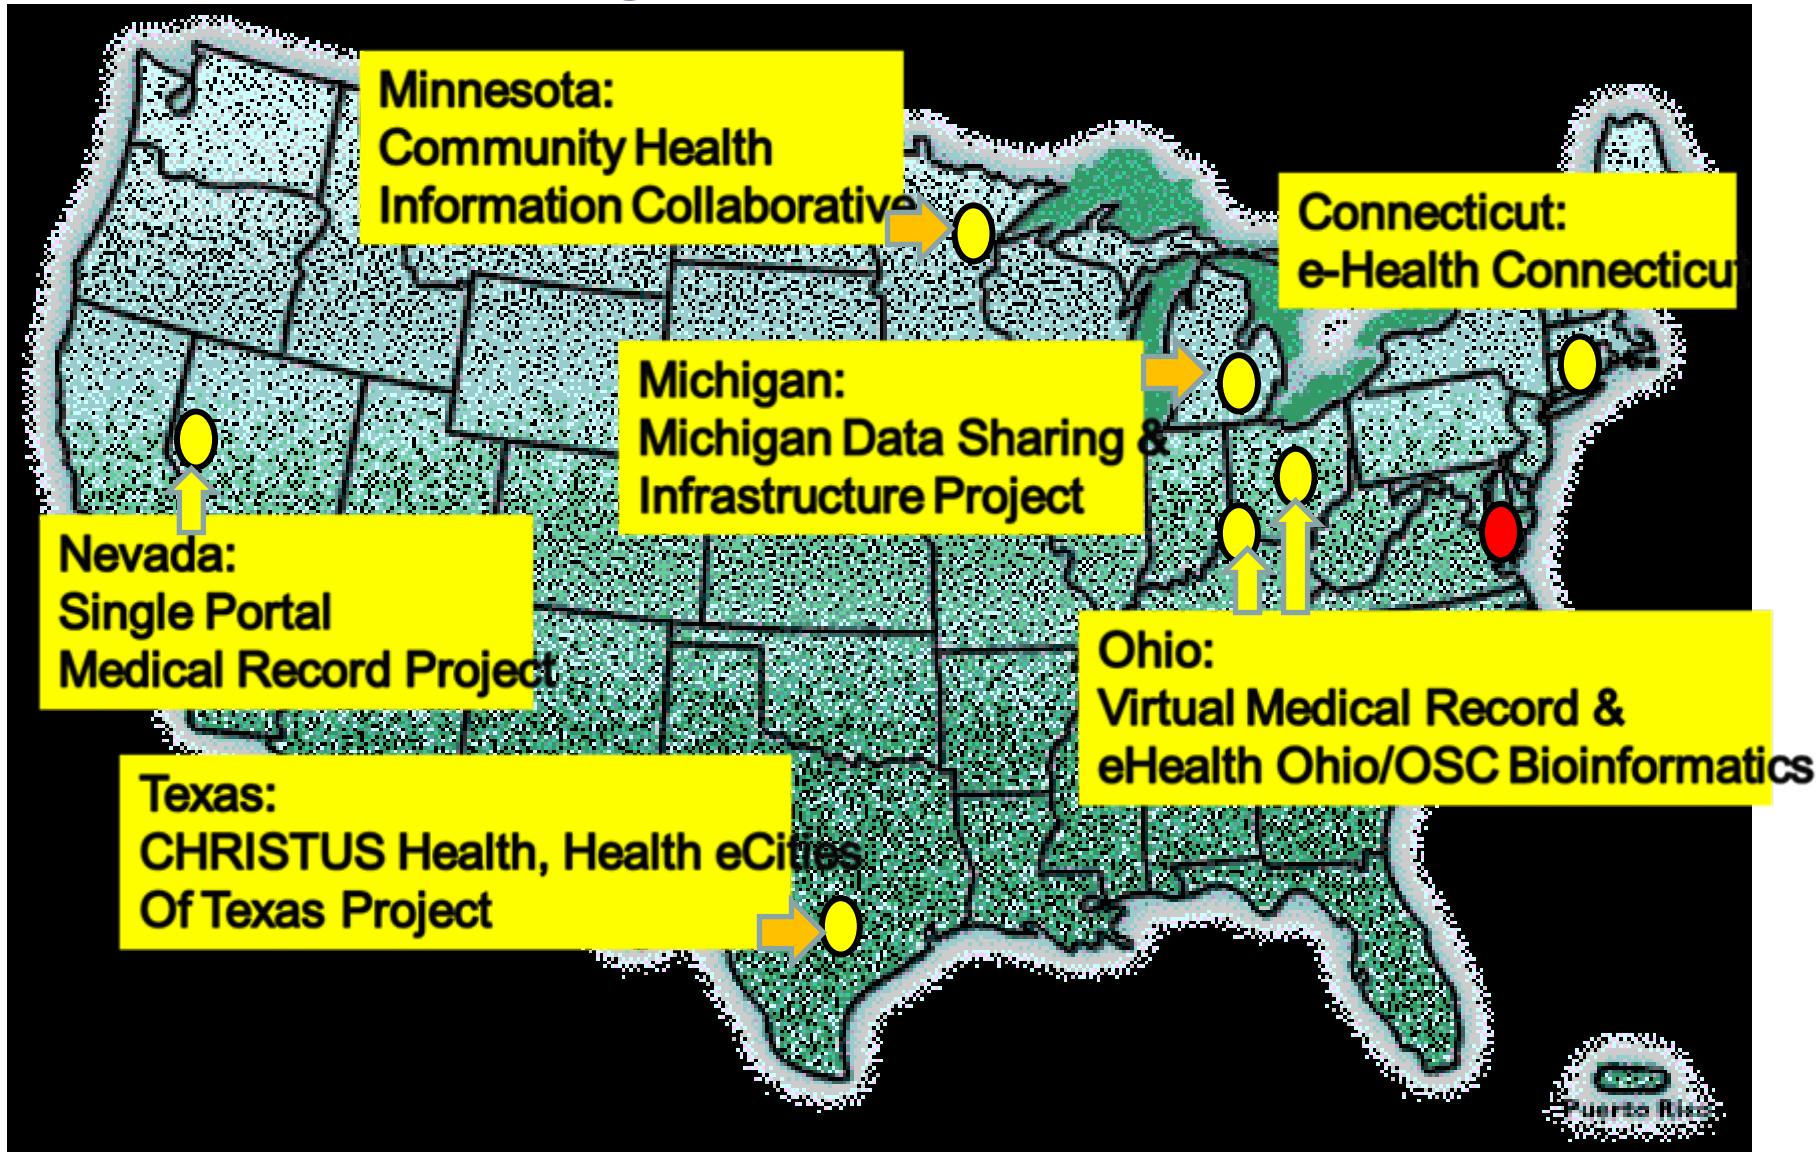 Minnesota:
Community Health
Information Collaborative
Connecticut:
e-Health Connecticut
Michigan:
Michigan Data Sharing &
Infrastructure Project
Nevada:
Single Portal
Medical Record Project
Ohio:
Virtual Medical Record &
eHealth Ohio/OSC Bioinformatics
Texas:
CHRISTUS Health, Health eCities
Of Texas Project
Puerto Rico